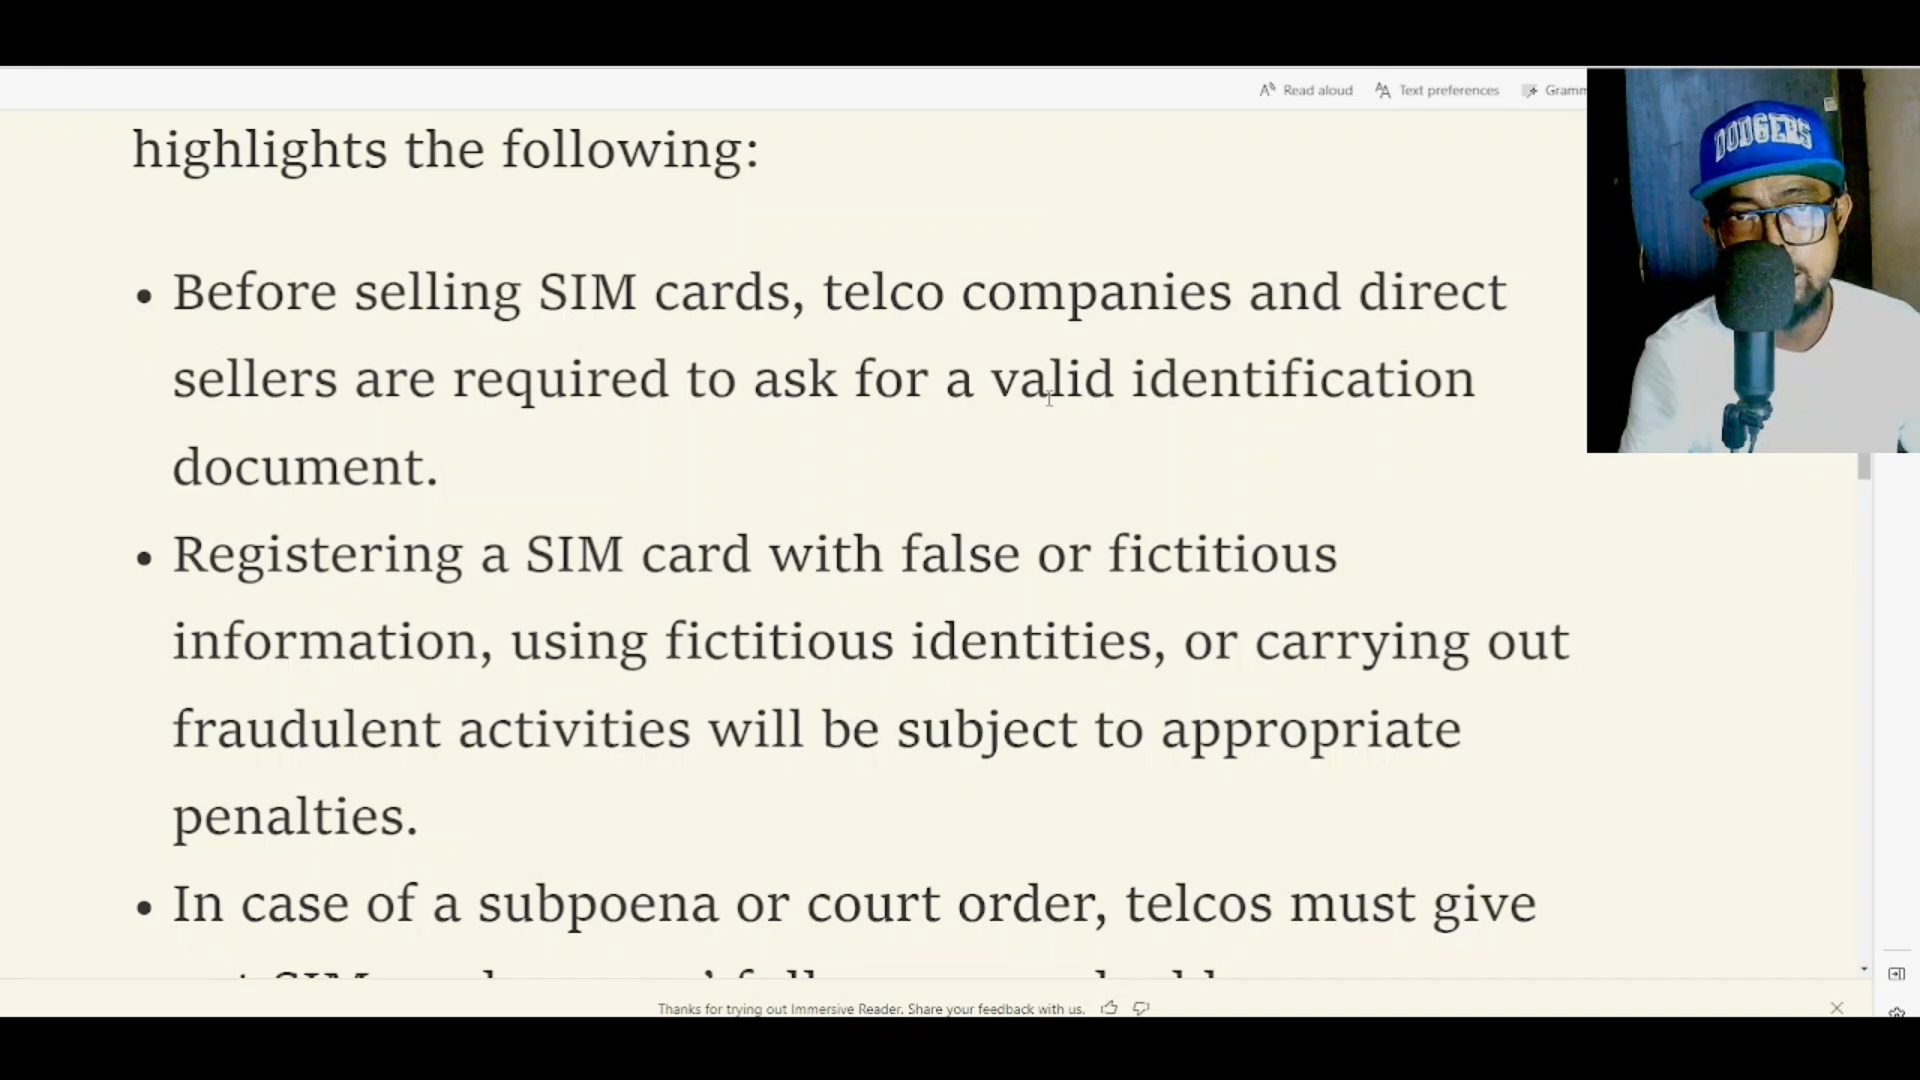 Read aloud
Text preferences
Gramm
DODGERS
highlights the following:
• Before selling SIM cards, telco companies and direct
sellers are required to ask for a valid identification
document.
• Registering a SIM card with false or fictitious
information, using fictitious identities, or carrying out
fraudulent activities will be subject to appropriate
penalties.
• In case of a subpoena or court order, telcos must give
Thanks for trying out Immersive Reader. Share your feedback with us.